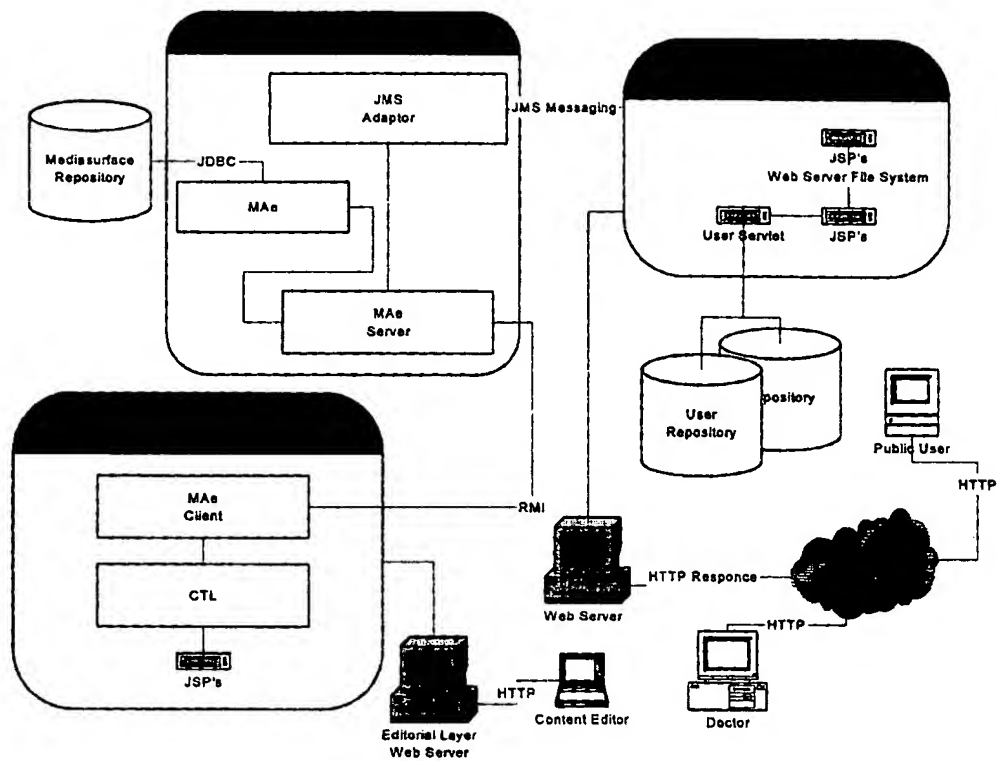 JMS
Adaptor
JMS Messaging
Mediasurface
Repository
JDBC
MAe
MAe
Server
JSP's
Web Server File System
User Servlet
JSP's
User
Repository
pository
Public User
HTTP
MAe
Client
RMI
CTL
JSP's
HTTP Responce
Web Server
HTTP
HTTP
Content Editor
Doctor
Editorial Layer
Web Server